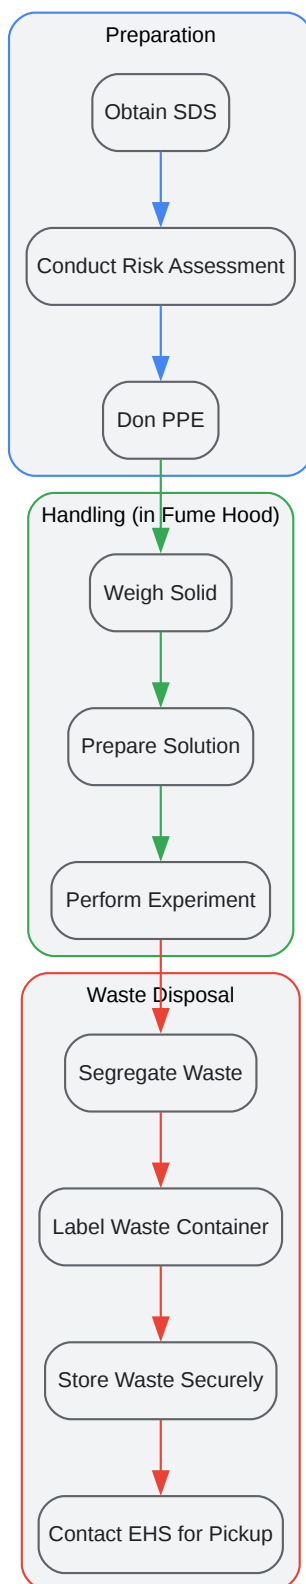 Preparation
Obtain SDS
Conduct Risk Assessment
Don PPE
Handling (in Fume Hood)
Weigh Solid
Prepare Solution
Perform Experiment
Waste Disposal
Segregate Waste
Label Waste Container
Store Waste Securely
Contact EHS for Pickup